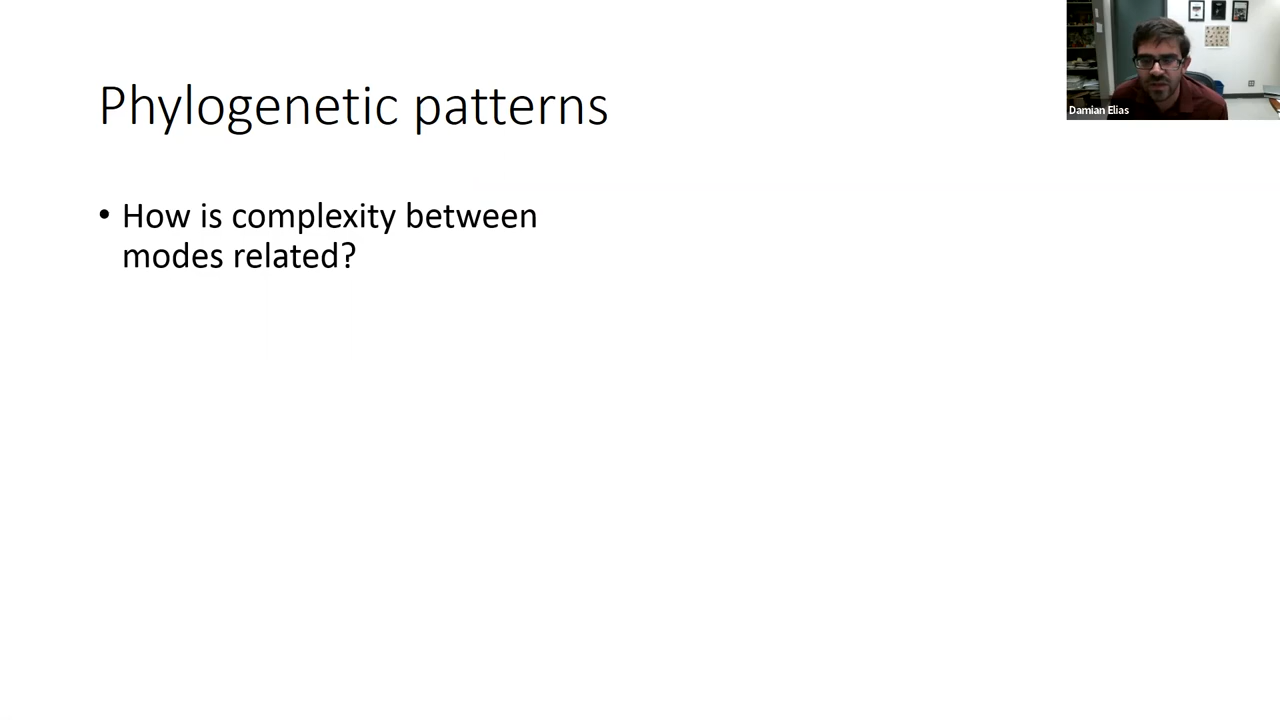 Phylogenetic patterns
Damian Elias
• How is complexity between
modes related?